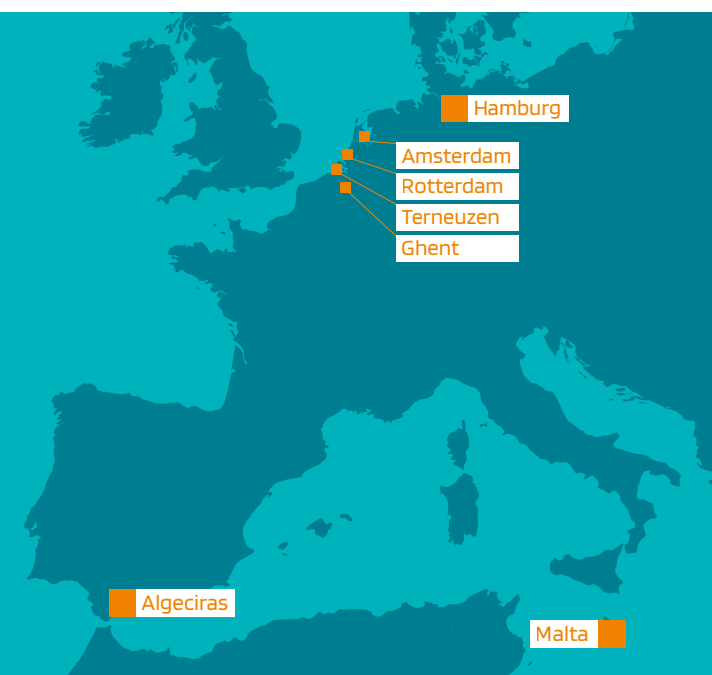 Hamburg
Amsterdam
Rotterdam
Terneuzen
Ghent
Algeciras
Malta